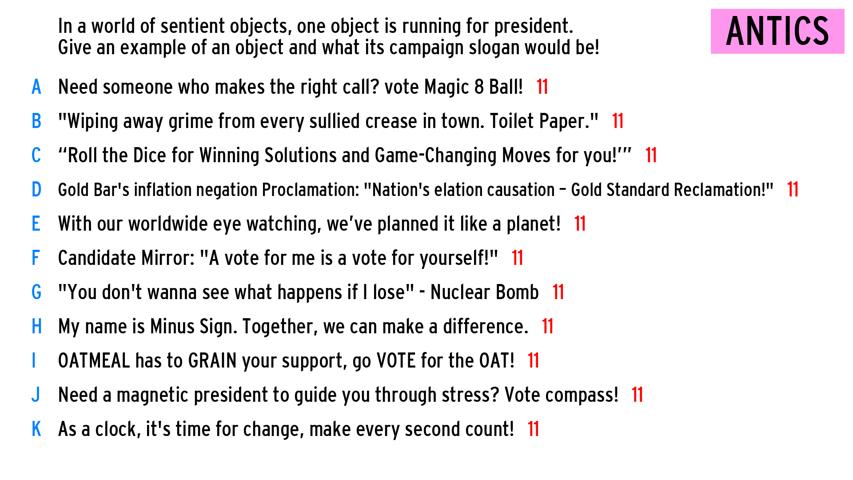 In a world of sentient objects, one object is running for president.
Give an example of an object and what its campaign slogan would be!
ANTICS
A Need someone who makes the right call? vote Magic 8 Ball! 11
B "Wiping away grime from every sullied crease in town. Toilet Paper." 11
C “Roll the Dice for Winning Solutions and Game-Changing Moves for you!’” 11
D Gold Bar's inflation negation Proclamation: "Nation's elation causation – Gold Standard Reclamation!" 11
E With our worldwide eye watching, we’ve planned it like a planet! 11
F Candidate Mirror: "A vote for me is a vote for yourself!" 11
G "You don't wanna see what happens if I lose" - Nuclear Bomb 11
H My name is Minus Sign. Together, we can make a difference. 11
I OATMEAL has to GRAIN your support, go VOTE for the OAT! 11
J Need a magnetic president to guide you through stress? Vote compass! 11
K As a clock, it's time for change, make every second count! 11